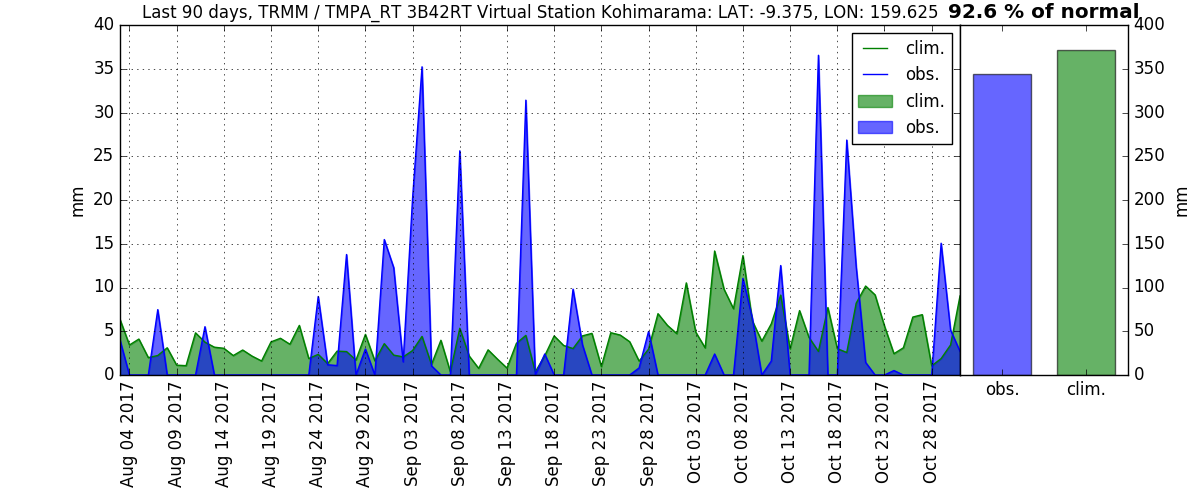 Last 90 days, TRMM / TMPA_RT 3B42RT Virtual Station Kohimarama: LAT: -9.375, LON: 159.625 92.6 % of normal
40
35
30
25
20
15
10
5
0
mm
clim.
obs.
clim.
obs.
400
350
300
250
200
150
100
50
0
mm
Aug 04 2017
Aug 09 2017
Aug 14 2017
Aug 19 2017
Aug 24 2017
Aug 29 2017
Sep 03 2017
Sep 08 2017
Sep 13 2017
Sep 18 2017
Sep 23 2017
Sep 28 2017
Oct 03 2017
Oct 08 2017
Oct 13 2017
Oct 18 2017
Oct 23 2017
Oct 28 2017
obs. clim.